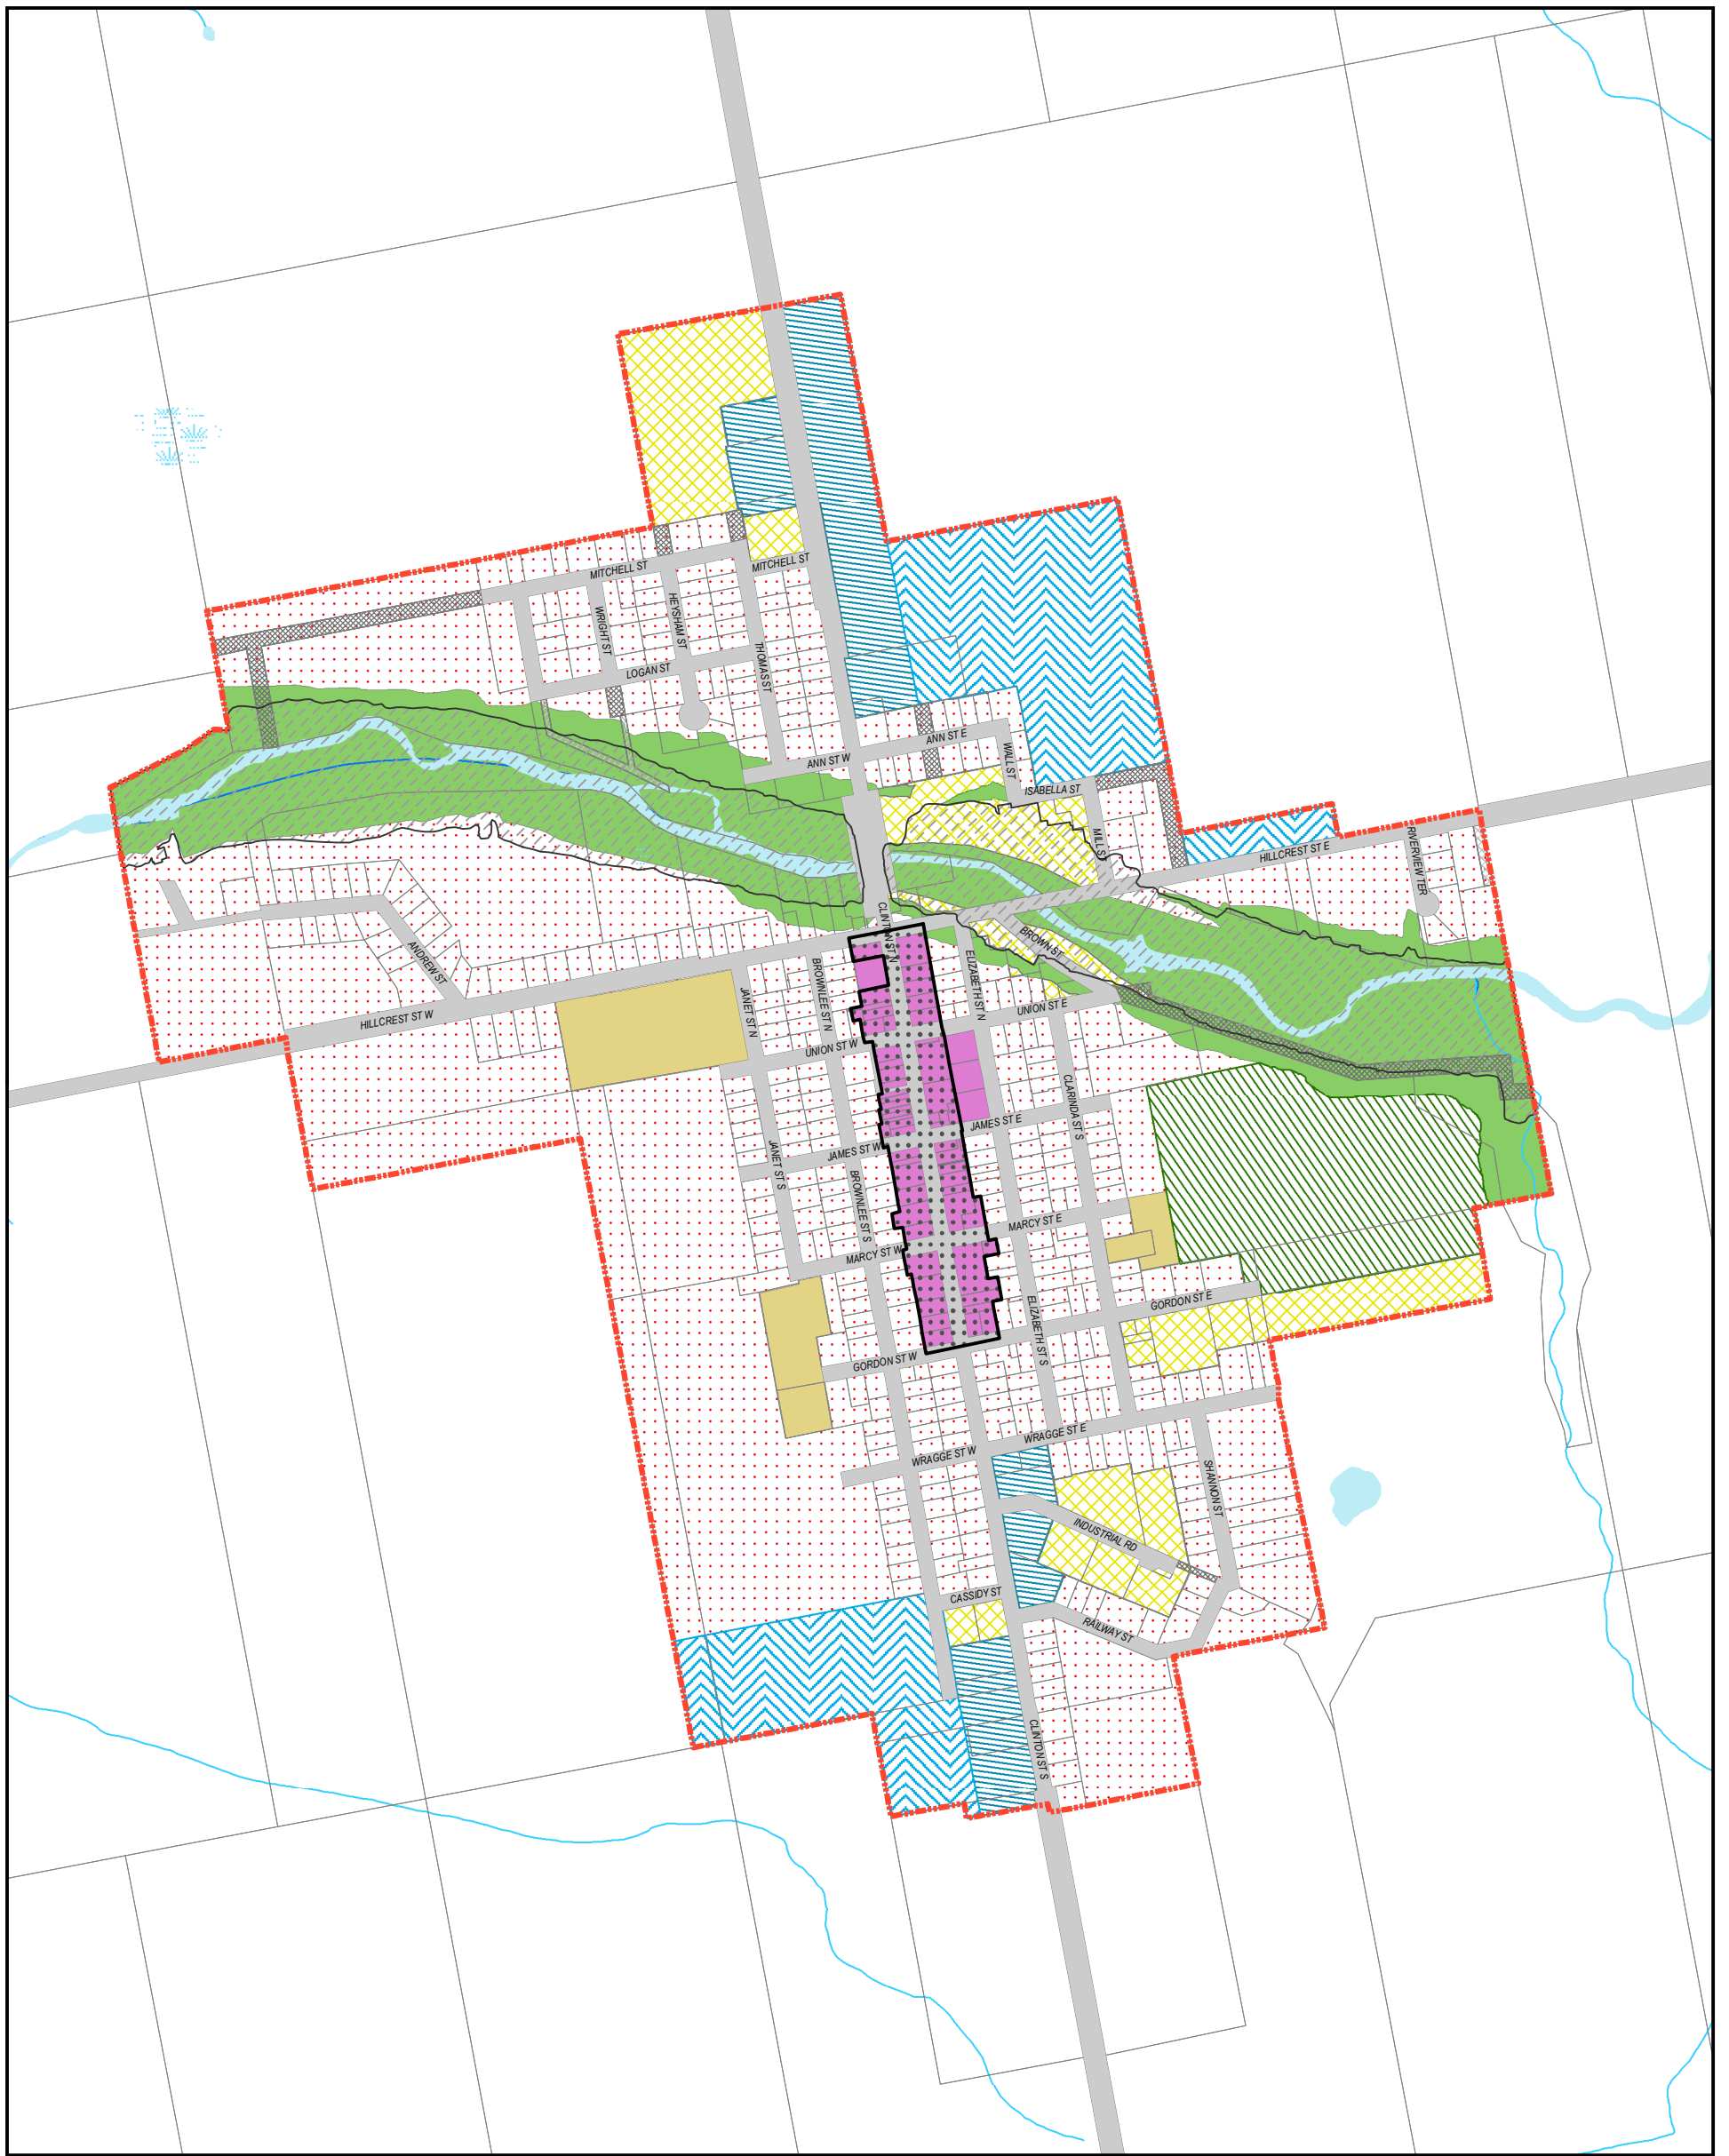 MITCHELL ST
MITCHELL ST
WRIGHT ST
HEYSHAM ST
THOMAS ST
LOGAN ST
ANN ST E
ANN ST W
WALL ST
ISABELLA ST
MILL ST
HILLCREST ST E
RIVERVIEW TER
CLINTON ST N
BROWN ST
ANDREW ST
HILLCREST ST W
JANET ST N
BROWNLEE ST N
ELIZABETH ST N
UNION ST E
UNION ST W
CLARINDA ST S
JAMES ST E
JAMES ST W
JANET ST S
BROWNLEE ST S
MARCY ST E
MARCY ST W
GORDON ST E
ELIZABETH ST S
GORDON ST W
WRAGGE ST E
WRAGGE ST W
SHANNON ST
INDUSTRIAL RD
CASSIDY ST
RAILWAY ST
CLINTON ST S